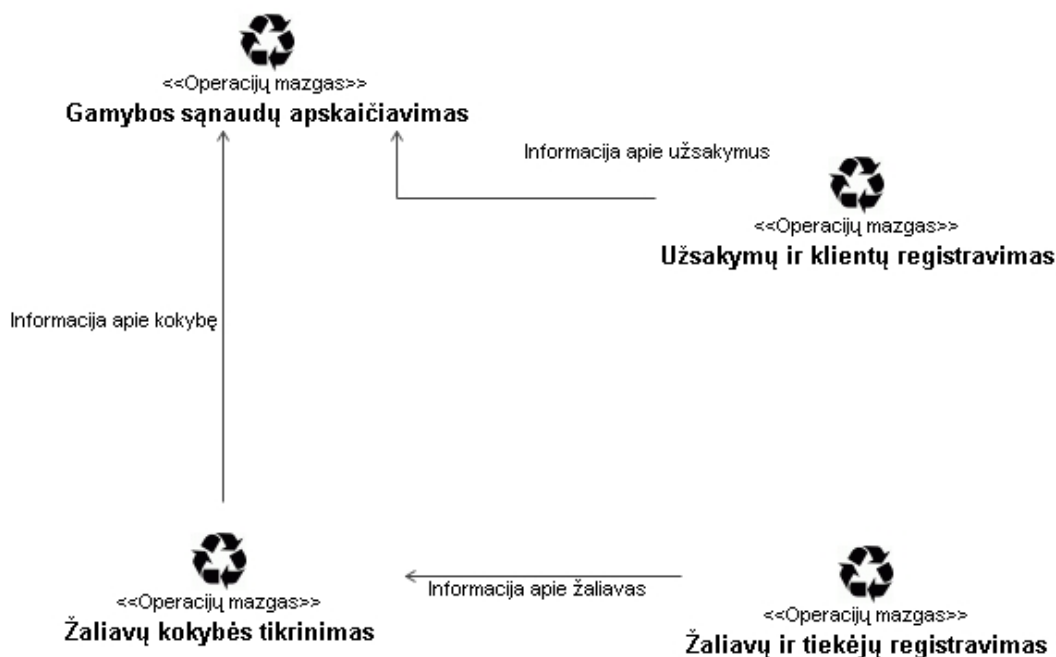 <<Operacijų mazgas>>
Gamybos sąnaudų apskaičiavimas
Informacija apie užsakymus
<<Operacijų mazgas>>
Užsakymų ir klientų registravimas
Informacija apie kokybę
<<Operacijų mazgas>>
Žaliavų kokybės tikrinimas
Informacija apie žaliavas
<<Operacijų mazgas>>
Žaliavų ir tiekėjų registravimas